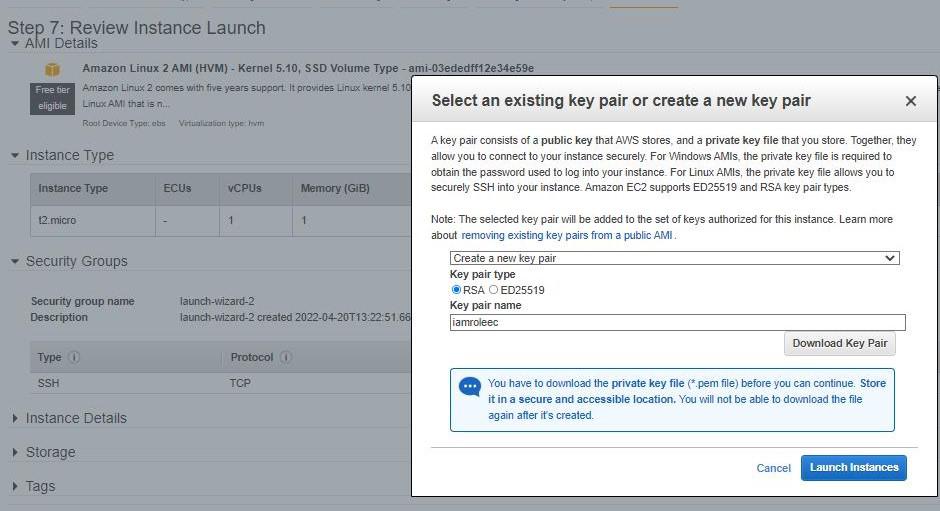 Step 7: Review Instance Launch
AMI Details
Amazon Linux 2 AMI (HVM) - Kernel 5.10, SSD Volume Type - ami-03ededff12e34e59e
Free tier
eligible
Amazon Linux 2 comes with five years support. It provides Linux kernel 5.10
Linux AMI that is n...
Root Device Type: ebs Virtualization type: hvm
Instance Type
Instance Type ECUs vCPUs Memory (GiB)
t2.micro - 1 1
Security Groups
Security group name launch-wizard-2
Description launch-wizard-2 created 2022-04-20T13:22:51.66
Type Protocol
SSH TCP
Instance Details
Storage
Tags
Select an existing key pair or create a new key pair
A key pair consists of a public key that AWS stores, and a private key file that you store. Together, they
allow you to connect to your instance securely. For Windows AMIs, the private key file is required to
obtain the password used to log into your instance. For Linux AMIs, the private key file allows you to
securely SSH into your instance. Amazon EC2 supports ED25519 and RSA key pair types.
Note: The selected key pair will be added to the set of keys authorized for this instance. Learn more
about removing existing key pairs from a public AMI .
Create a new key pair
Key pair type
RSA ED25519
Key pair name
iamroleec
Download Key Pair
You have to download the private key file (*.pem file) before you can continue. Store
it in a secure and accessible location. You will not be able to download the file
again after it's created.
Cancel Launch Instances